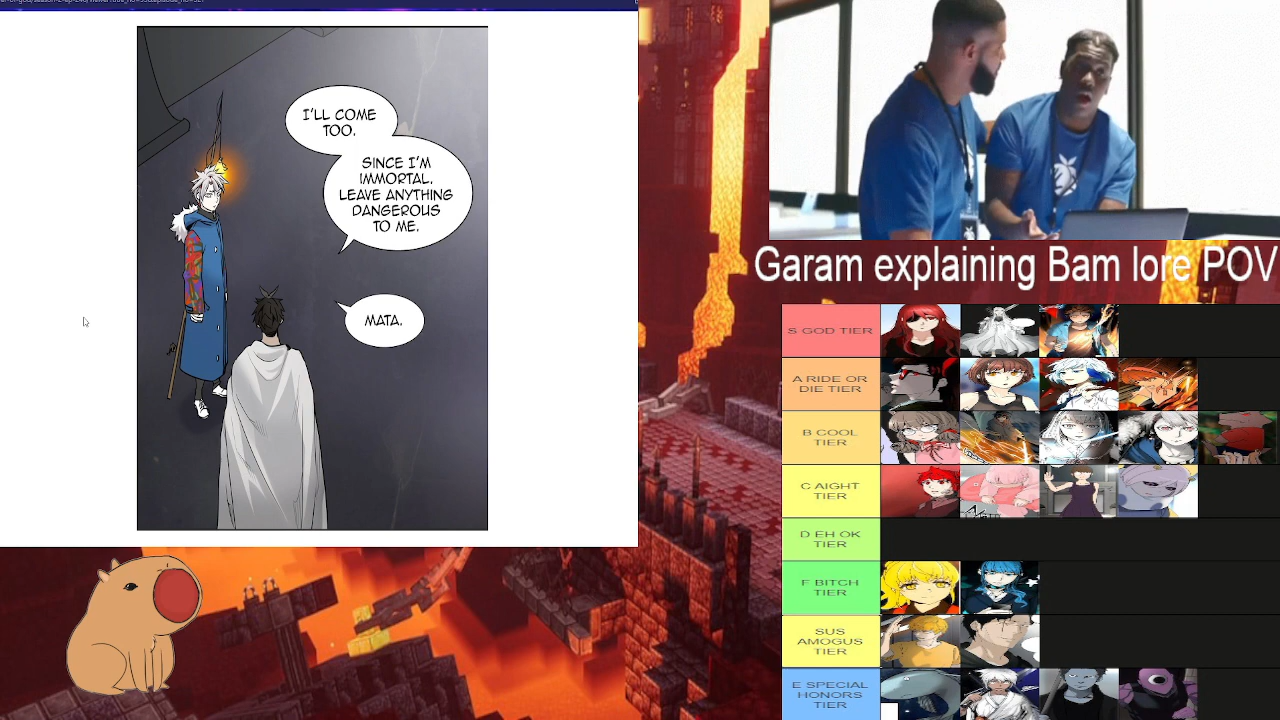 I'LL COME
TOO.
SINCE I'M
IMMORTAL.
LEAVE ANYTHING
DANGEROUS
TO ME.
MATA.
Garam explaining Bam lore POV
S GOD TIER
A RIDE OR
DIE TIER
B COOL
TIER
C AIGHT
TIER
D EH OK
TIER
F BITCH
TIER
SUS
AMOGUS
TIER
E SPECIAL
HONORS
TIER